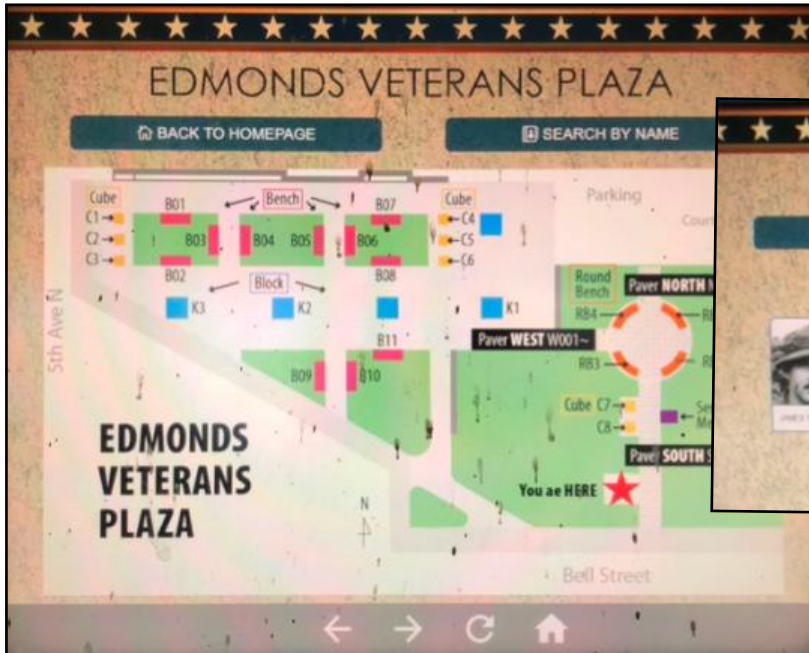 EDMONDS VETERANS PLAZA
BACK TO HOMEPAGE
SEARCH BY NAME
Parking
Cube
B01
Bench
B07
Cube
C1
C4
C2
B03
B04
B05
B06
C5
C3
C6
B02
Block
B08
Round
Bench
Paver NORTH
K3
K2
K1
RB4
B11
Paver WEST W001~
RB3
5th Ave N
B09
B10
Cube C7
C8
EDMONDS
VETERANS
PLAZA
Paver SOUTH
You ae HERE
N
Bell Street